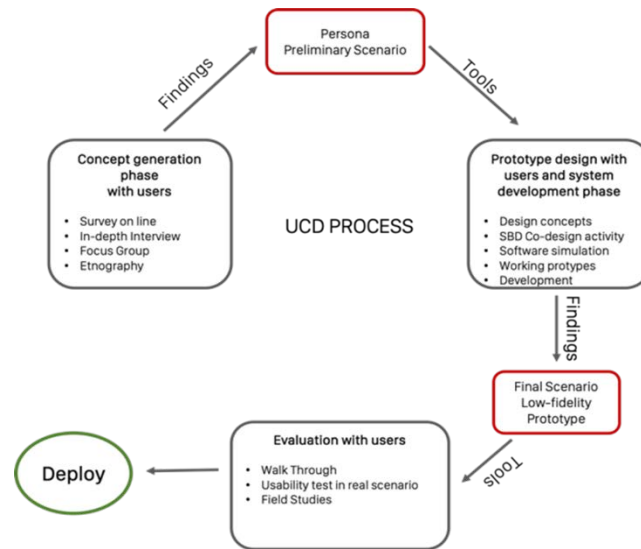 Persona
Preliminary Scenario
Findings
Tools
Concept generation
phase
with users
• Survey on line
• In-depth Interview
• Focus Group
• Etnography
UCD PROCESS
Prototype design with
users and system
development phase
• Design concepts
• SBD Co-design activity
• Software simulation
• Working protypes
• Development
Findings
Final Scenario
Low-fidelity
Prototype
Tools
Evaluation with users
• Walk Through
• Usability test in real scenario
• Field Studies
Deploy